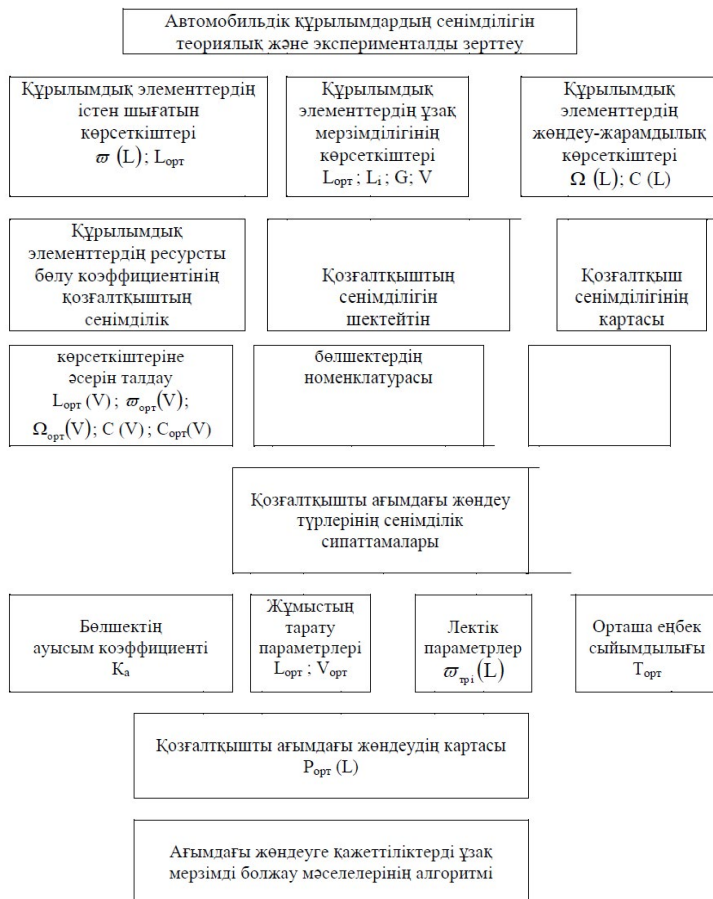 Автомобильдік құрылымдардың сенімділігін
теориялық және эксперименталды зерттеу
Құрылымдық элементтердің
істен шығатын
көрсеткіштері
ϖ (L); Lорт
Құрылымдық
элементтердің ұзақ
мерзімділігінің
көрсеткіштері
Lорт; Li; G; V
Құрылымдық
элементтердің
жөндеу-жарамдылық
көрсеткіштері
Ω (L); C (L)
Құрылымдық
элементтердің ресурсты
бөлу коэффициентінің
қозғалтқыштың
сенімділік
Қозғалтқыштың
сенімділігін
шектейтін
Қозғалтқыш
сенімділігінің
картасы
көрсеткіштеріне
әсерін талдау
Lорт (V); ϖорт(V);
Ωорт(V); C (V); Cорт(V)
бөлшектердің
номенклатурасы
Қозғалтқышты ағымдағы жөндеу
түрлерінің сенімділік
сипаттамалары
Бөлшектің
ауысым коэффициенті
Ка
Жұмыстың
тарату
параметрлері
Lорт; Vорт
Лектік
параметрлер
ϖтрі(L)
Орташа еңбек
сыйымдылығы
Tорт
Қозғалтқышты ағымдағы жөндеудің картасы
Pорт (L)
Ағымдағы жөндеуге қажеттіліктерді ұзақ
мерзімді болжау мәселелерінің алгоритмі